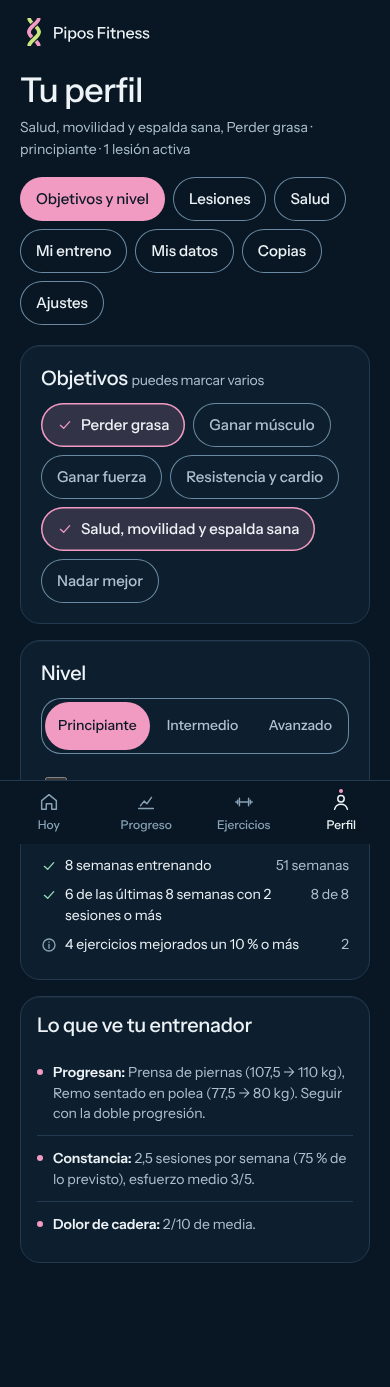 Pipos Fitness
Tu perfil
Salud, movilidad y espalda sana, Perder grasa ·
principiante · 1 lesión activa
Objetivos y nivel
Lesiones
Salud
Mi entreno
Mis datos
Copias
Ajustes
Objetivos puedes marcar varios
Perder grasa
Ganar músculo
Ganar fuerza
Resistencia y cardio
Salud, movilidad y espalda sana
Nadar mejor
Nivel
Principiante
Intermedio
Avanzado
Hoy
Progreso
Ejercicios
Perfil
8 semanas entrenando 51 semanas
6 de las últimas 8 semanas con 2 8 de 8
sesiones o más
4 ejercicios mejorados un 10 % o más 2
Lo que ve tu entrenador
Progresan: Prensa de piernas (107,5 → 110 kg),
Remo sentado en polea (77,5 → 80 kg). Seguir
con la doble progresión.
Constancia: 2,5 sesiones por semana (75 % de
lo previsto), esfuerzo medio 3/5.
Dolor de cadera: 2/10 de media.